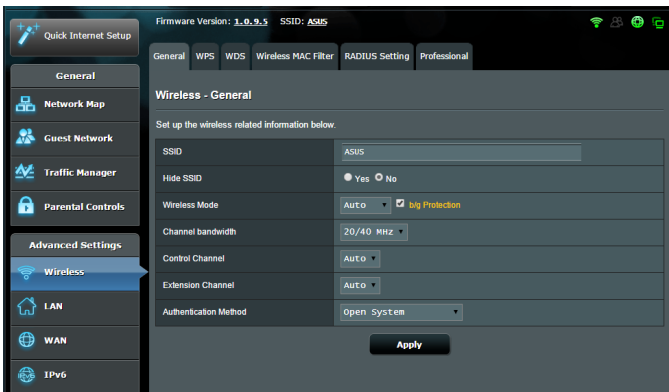 Quick Internet Setup
General
Network Map
Guest Network
Traffic Manager
Parental Controls
Advanced Settings
Wireless
LAN
WAN
IPv6
Firmware Version: 1.0.9.5 SSID: ASUS
General WPS WDS Wireless MAC Filter RADIUS Setting Professional
Wireless - General
Set up the wireless related information below.
SSID ASUS
Hide SSID Yes No
Wireless Mode Auto b/g Protection
Channel bandwidth 20/40 MHz
Control Channel Auto
Extension Channel Auto
Authentication Method Open System
Apply